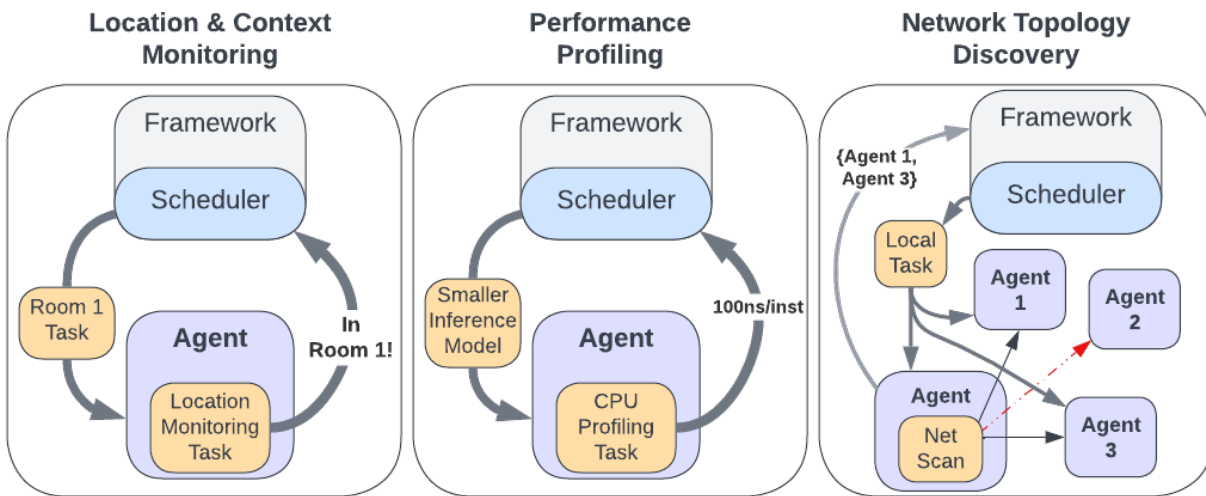 Location & Context
Monitoring
Framework
Scheduler
Room 1
Task
In
Room 1!
Agent
Location
Monitoring
Task
Performance
Profiling
Framework
Scheduler
Smaller
Inference
Model
100ns/inst
Agent
CPU
Profiling
Task
Network Topology
Discovery
Framework
{Agent 1,
Agent 3}
Scheduler
Local
Task
Agent
1
Agent
2
Agent
Net
Scan
Agent
3